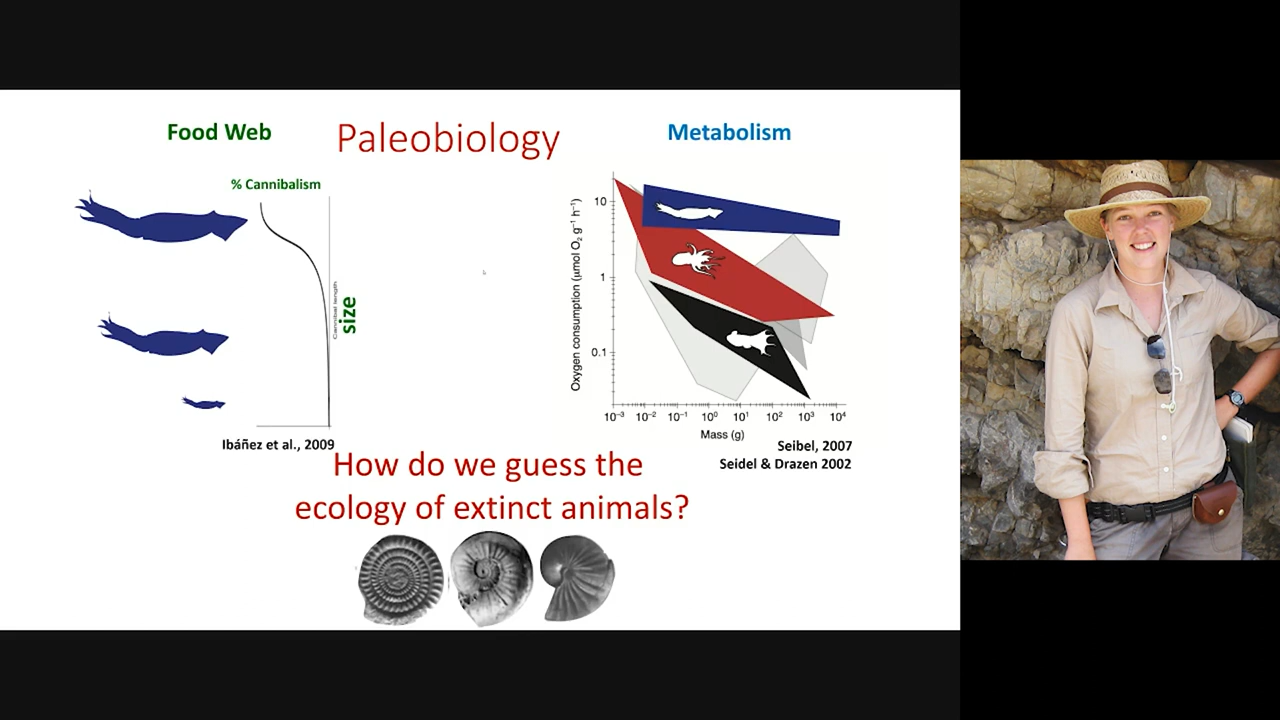 Food Web
Paleobiology
Metabolism
% Cannibalism
Cannibal length
size
Ibáñez et al., 2009
Oxygen consumption (μmol O₂ g⁻¹ h⁻¹)
10
1
0.1
10⁻³ 10⁻² 10⁻¹ 10⁰ 10¹ 10² 10³ 10⁴
Mass (g)
Seibel, 2007
Seidel & Drazen 2002
How do we guess the
ecology of extinct animals?